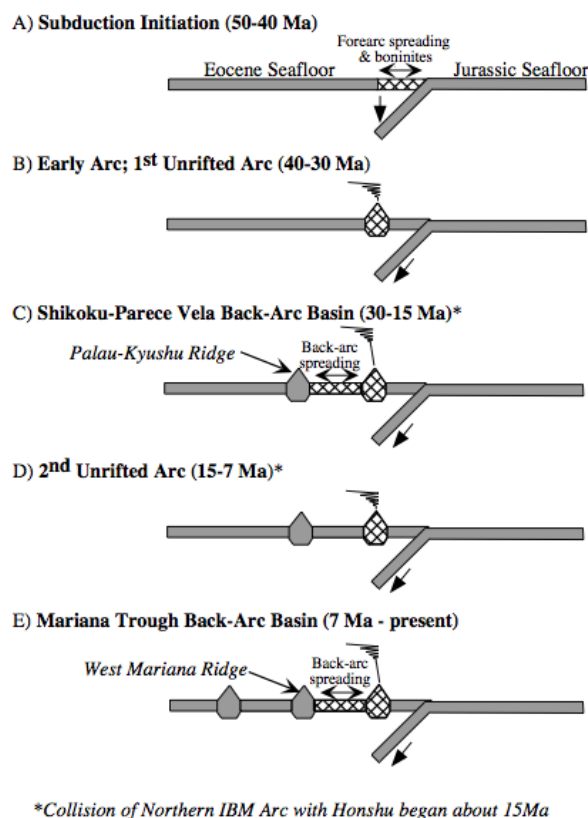 A) Subduction Initiation (50-40 Ma)
Forearc spreading
& boninites
Eocene Seafloor
Jurassic Seafloor
B) Early Arc; 1st Unrifted Arc (40-30 Ma)
C) Shikoku-Parece Vela Back-Arc Basin (30-15 Ma)*
Palau-Kyushu Ridge
Back-arc
spreading
D) 2nd Unrifted Arc (15-7 Ma)*
E) Mariana Trough Back-Arc Basin (7 Ma - present)
West Mariana Ridge
Back-arc
spreading
*Collision of Northern IBM Arc with Honshu began about 15Ma